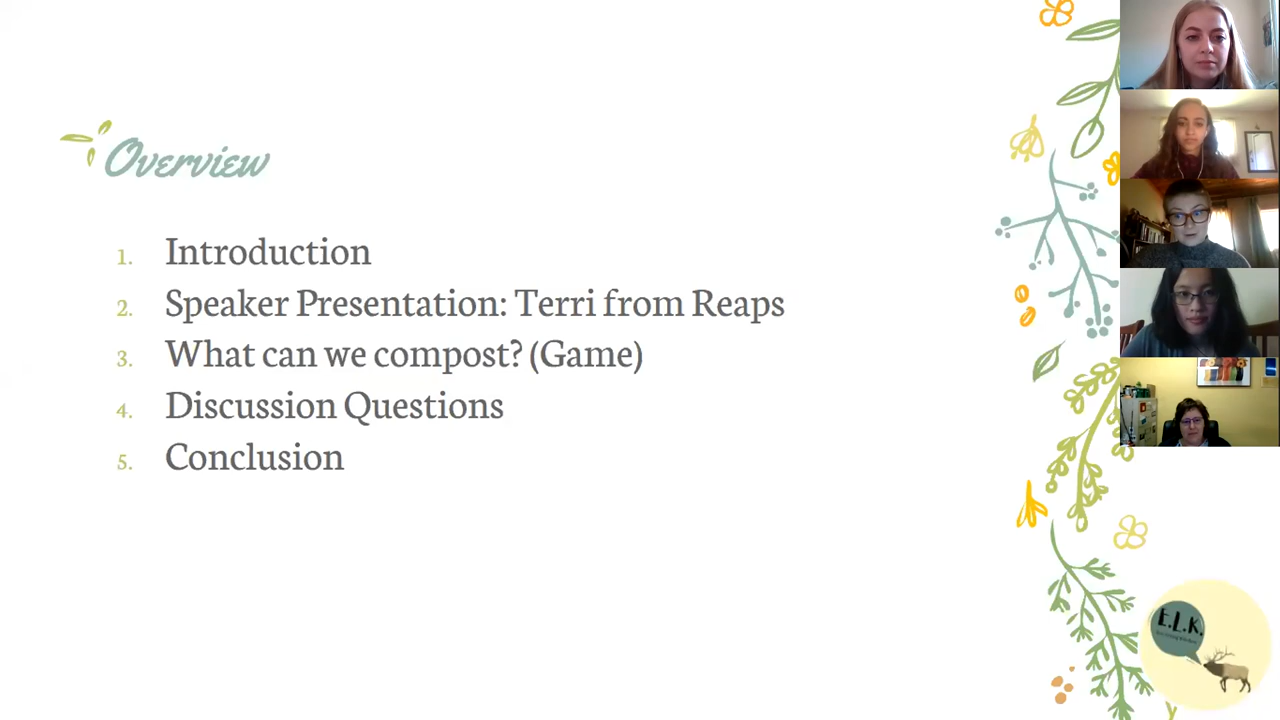 Overview
1. Introduction
2. Speaker Presentation: Terri from Reaps
3. What can we compost? (Game)
4. Discussion Questions
5. Conclusion
E.L.K.